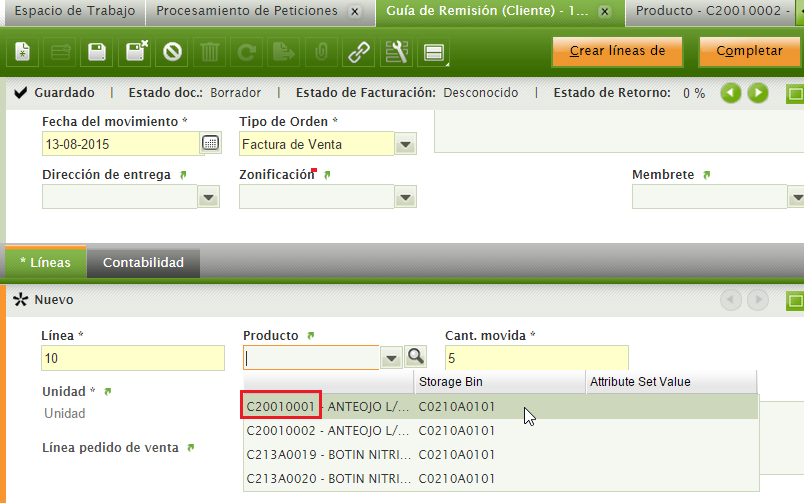 Espacio de Trabajo Procesamiento de Peticiones Guía de Remisión (Cliente) - 1... Producto - C20010002 -
Crear líneas de Completar
Guardado | Estado doc.: Borrador | Estado de Facturación: Desconocido | Estado de Retorno: 0 %
Fecha del movimiento * Tipo de Orden *
13-08-2015 Factura de Venta
Dirección de entrega Zonificación Membrete
* Líneas Contabilidad
Nuevo
Línea * Producto Cant. movida *
10 5
Storage Bin Attribute Set Value
Unidad * C20010001 - ANTEOJO L/... C0210A0101
Unidad C20010002 - ANTEOJO L/... C0210A0101
Línea pedido de venta C213A0019 - BOTIN NITRI... C0210A0101
C213A0020 - BOTIN NITRI... C0210A0101